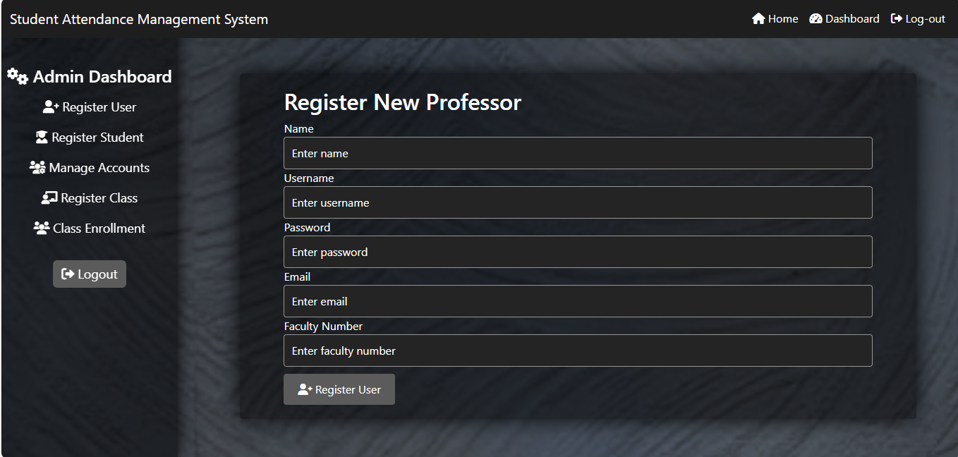 Student Attendance Management System
Home Dashboard Log-out
Admin Dashboard
Register User
Register Student
Manage Accounts
Register Class
Class Enrollment
Logout
Register New Professor
Name
Enter name
Username
Enter username
Password
Enter password
Email
Enter email
Faculty Number
Enter faculty number
Register User